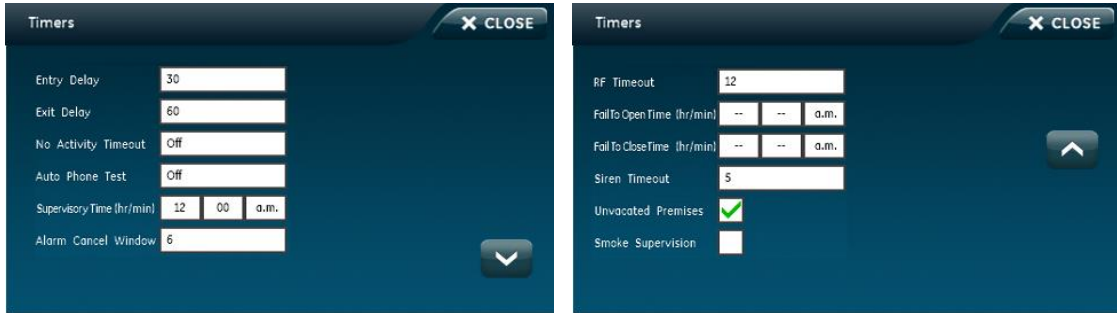 Timers
CLOSE
Entry Delay 30
Exit Delay 60
No Activity Timeout Off
Auto Phone Test Off
Supervisory Time (hr/min) 12 00 a.m.
Alarm Cancel Window 6
Timers
CLOSE
RF Timeout 12
Fail To Open Time (hr/min) -- -- a.m.
Fail To Close Time (hr/min) -- -- a.m.
Siren Timeout 5
Unvacated Premises
Smoke Supervision